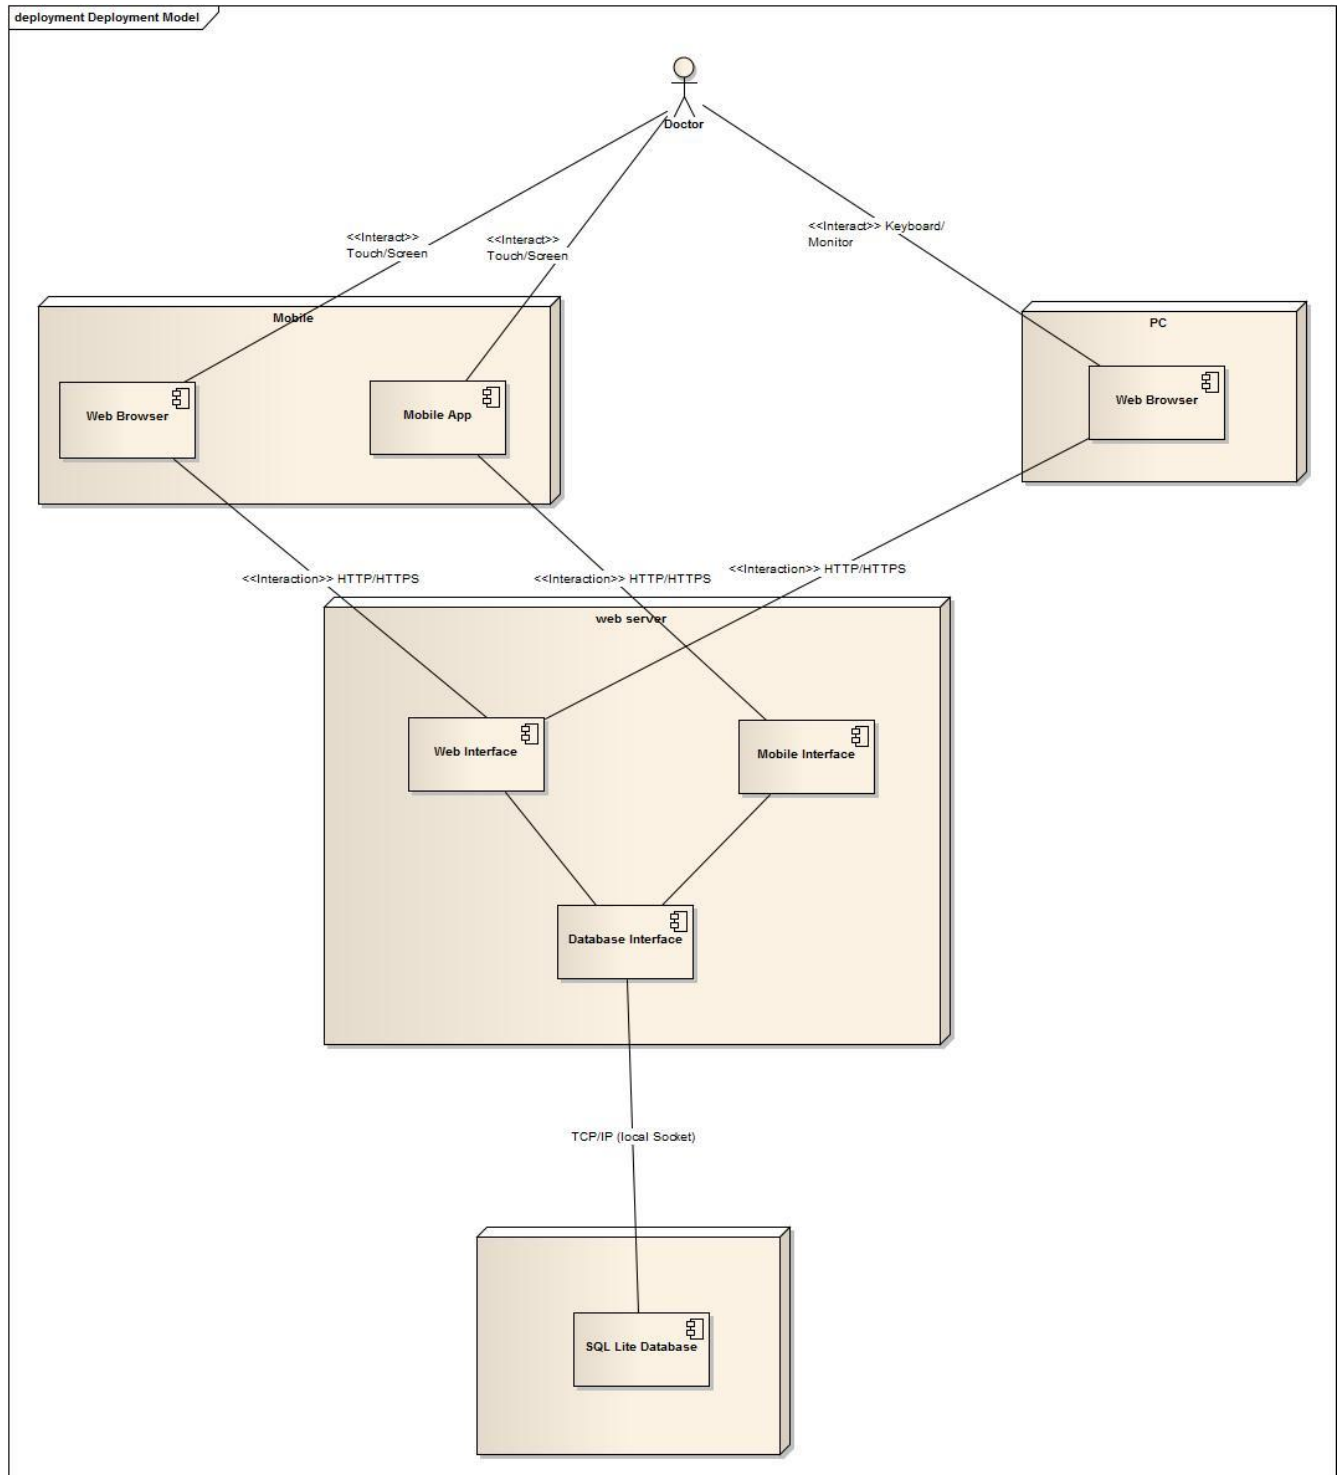 deployment Deployment Model
Doctor
<<Interact>>
Touch/Screen
<<Interact>>
Touch/Screen
<<Interact>> Keyboard/
Monitor
Mobile
PC
Web Browser
Mobile App
Web Browser
<<Interaction>> HTTP/HTTPS
<<Interaction>> HTTP/HTTPS
<<Interaction>> HTTP/HTTPS
web server
Web Interface
Mobile Interface
Database Interface
TCP/IP (local Socket)
SQL Lite Database